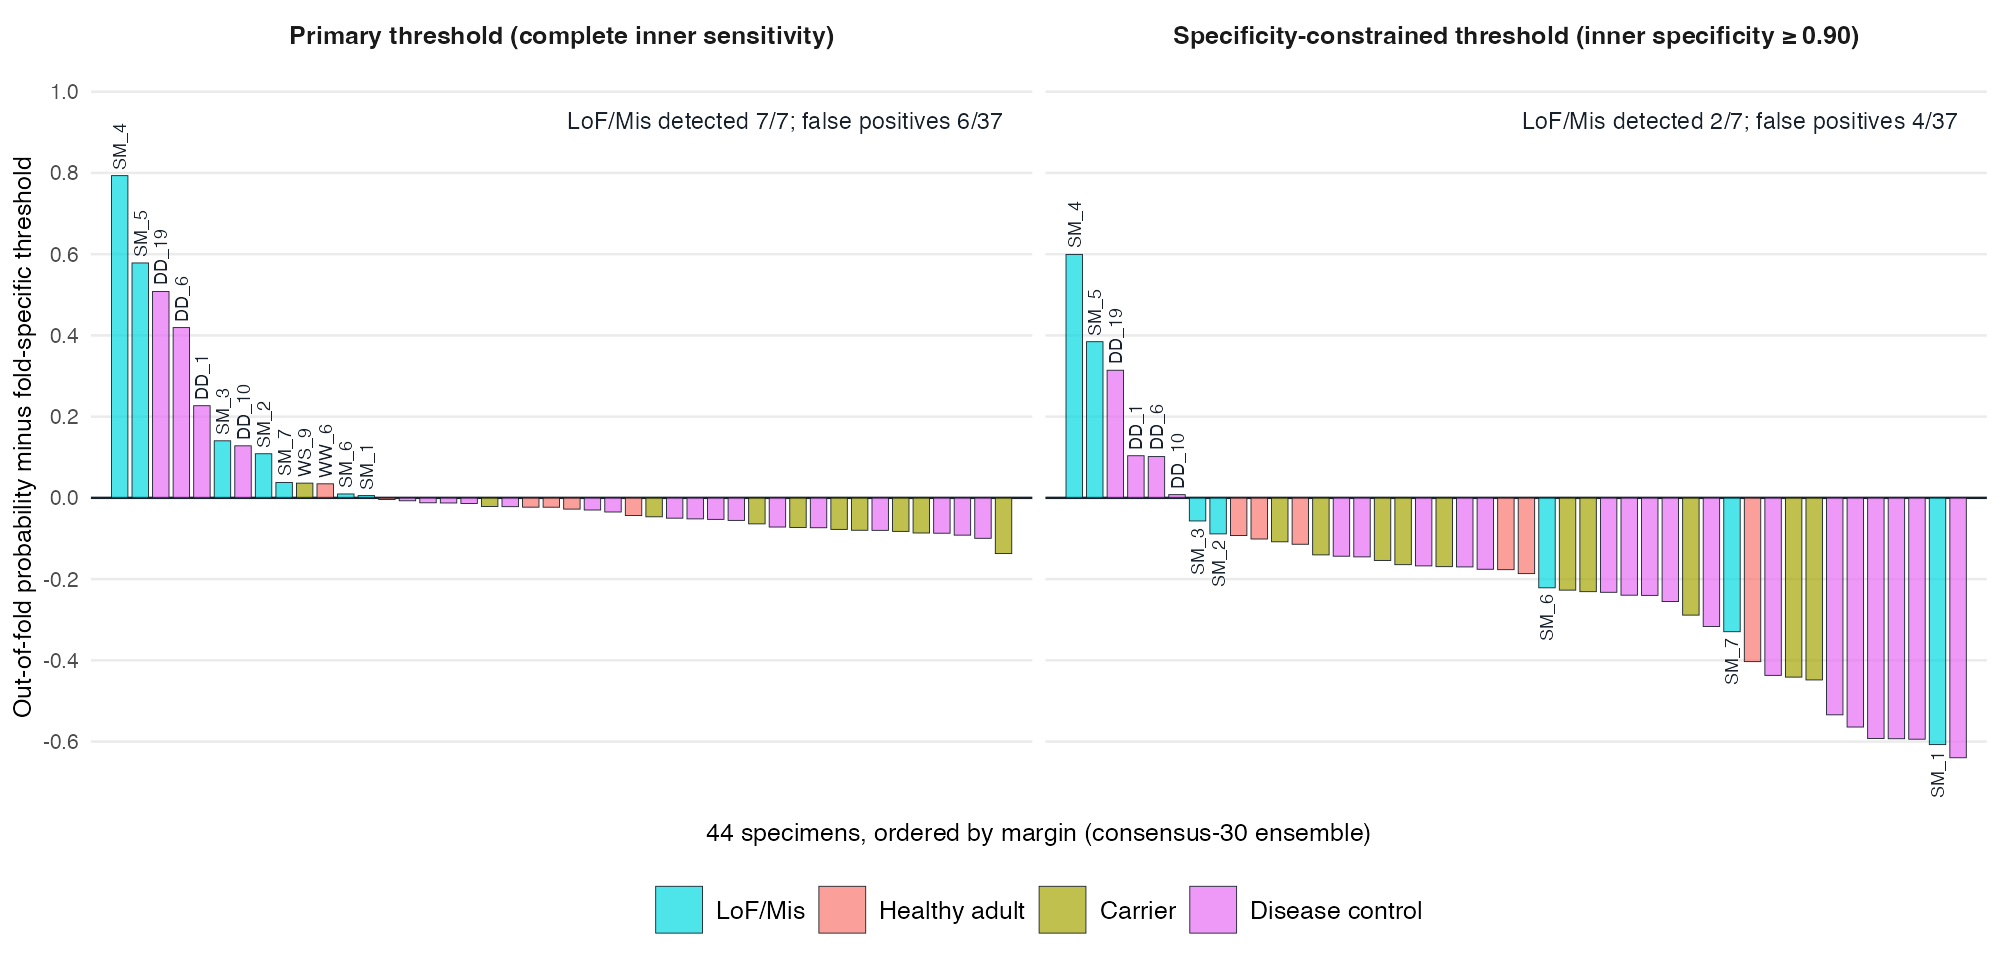 Primary threshold (complete inner sensitivity)
Specificity-constrained threshold (inner specificity ≥ 0.90)
Out-of-fold probability minus fold-specific threshold
1.0
0.8
0.6
0.4
0.2
0.0
-0.2
-0.4
-0.6
LoF/Mis detected 7/7; false positives 6/37
SM_4
SM_5
DD_19
DD_6
DD_1
SM_3
DD_10
SM_2
SM_7
WS_9
WW_6
SM_6
SM_1
LoF/Mis detected 2/7; false positives 4/37
SM_4
SM_5
DD_19
DD_1
DD_6
DD_10
SM_3
SM_2
SM_6
SM_7
SM_1
44 specimens, ordered by margin (consensus-30 ensemble)
LoF/Mis
Healthy adult
Carrier
Disease control